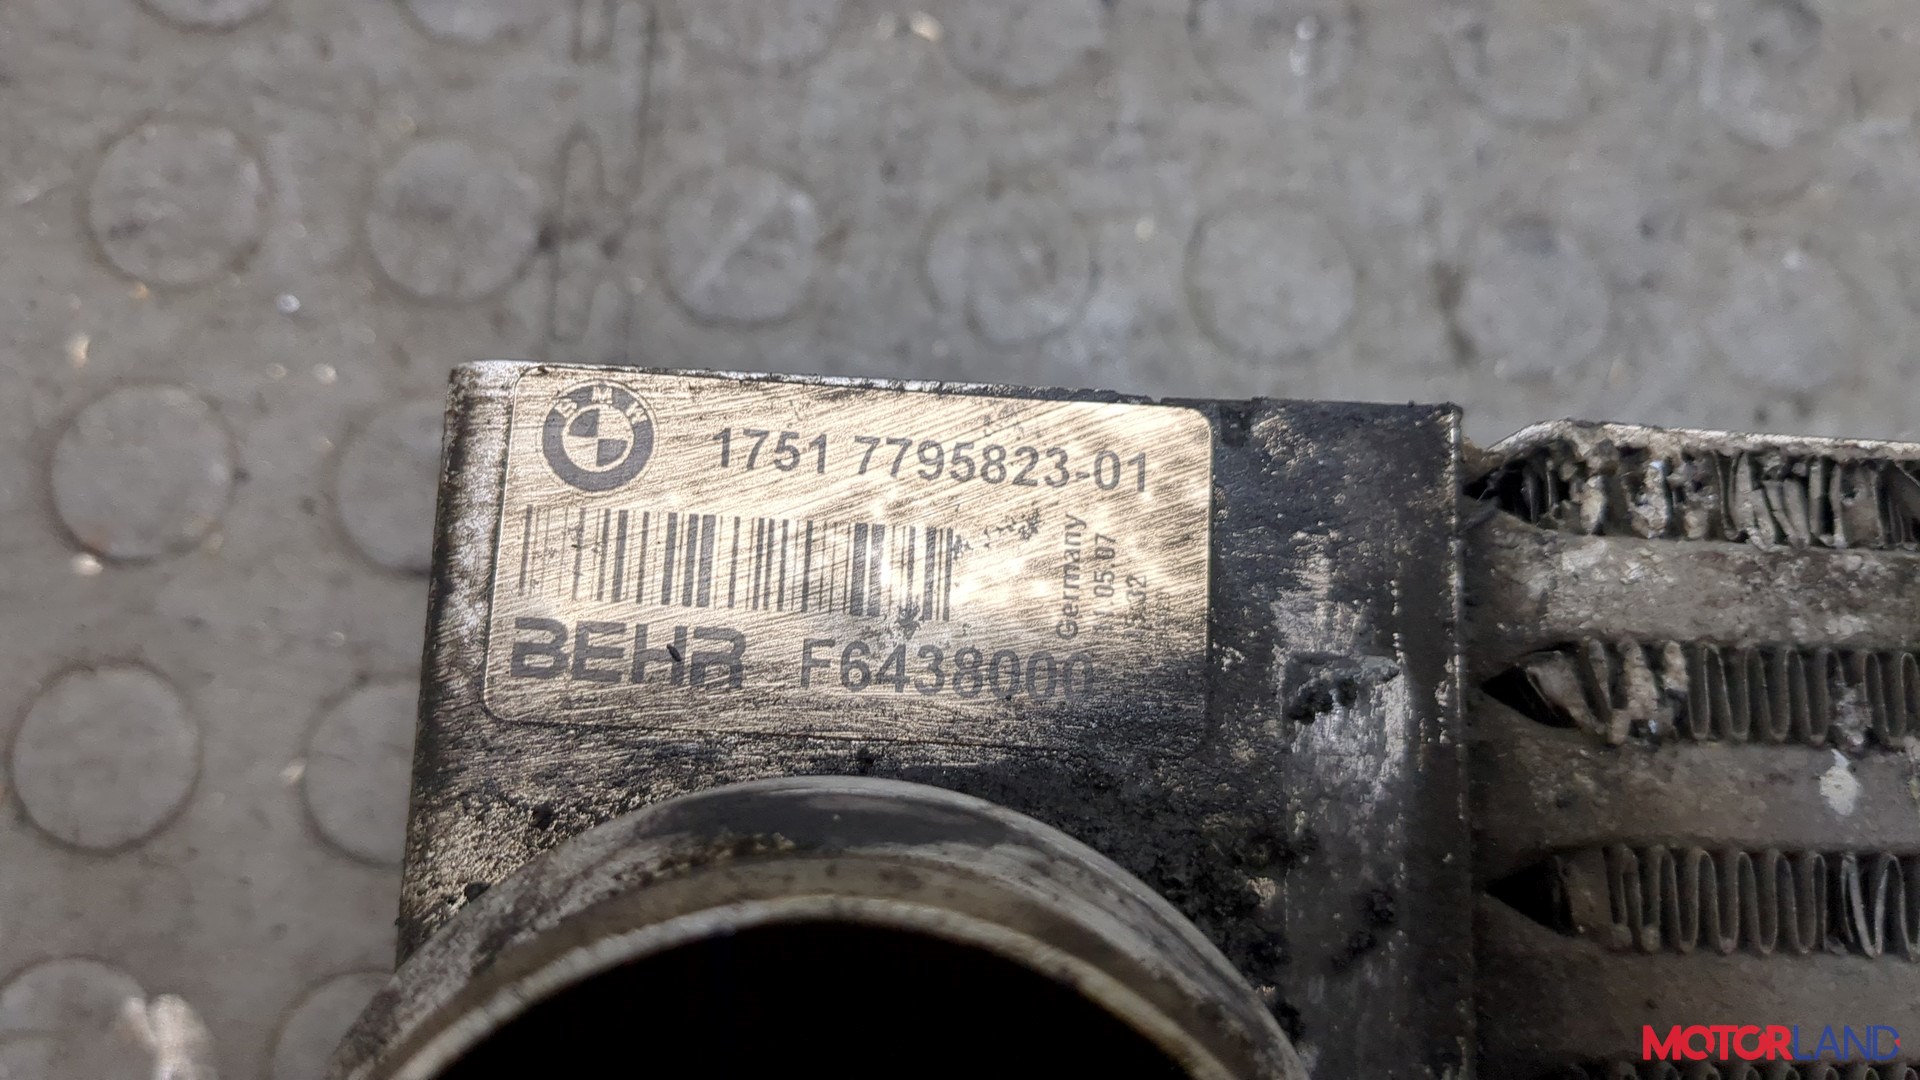 BMW
1751 7795823-01
Germany
.05.07
BEHR F6438000
MOTORLAND